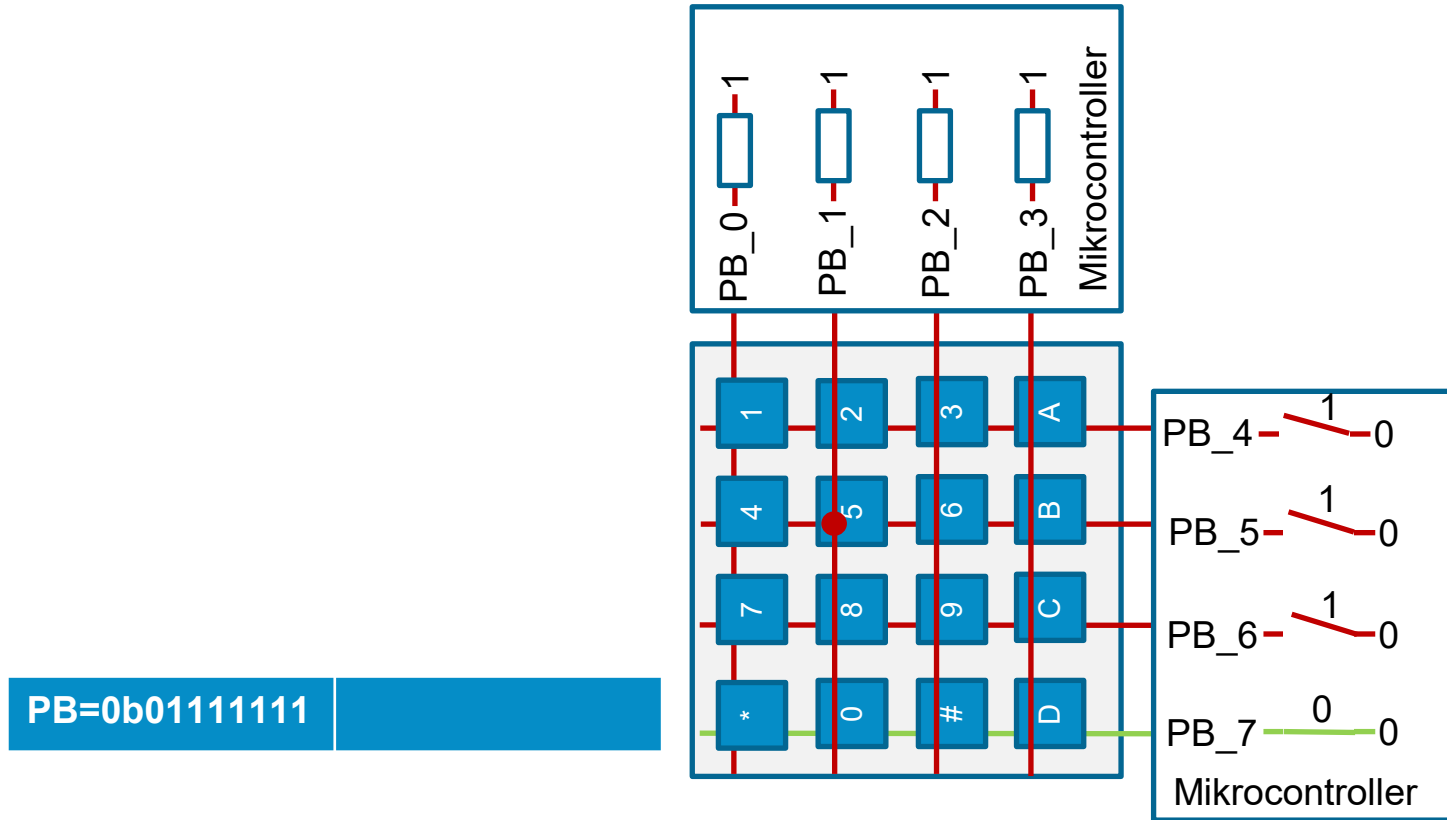 1 1 1 1
PB_0 PB_1 PB_2 PB_3
Mikrocontroller
1 2 3 A
4 5 6 B
7 8 9 C
* 0 # D
PB_4 1 0
PB_5 1 0
PB_6 1 0
PB_7 0 0
Mikrocontroller
PB=0b01111111